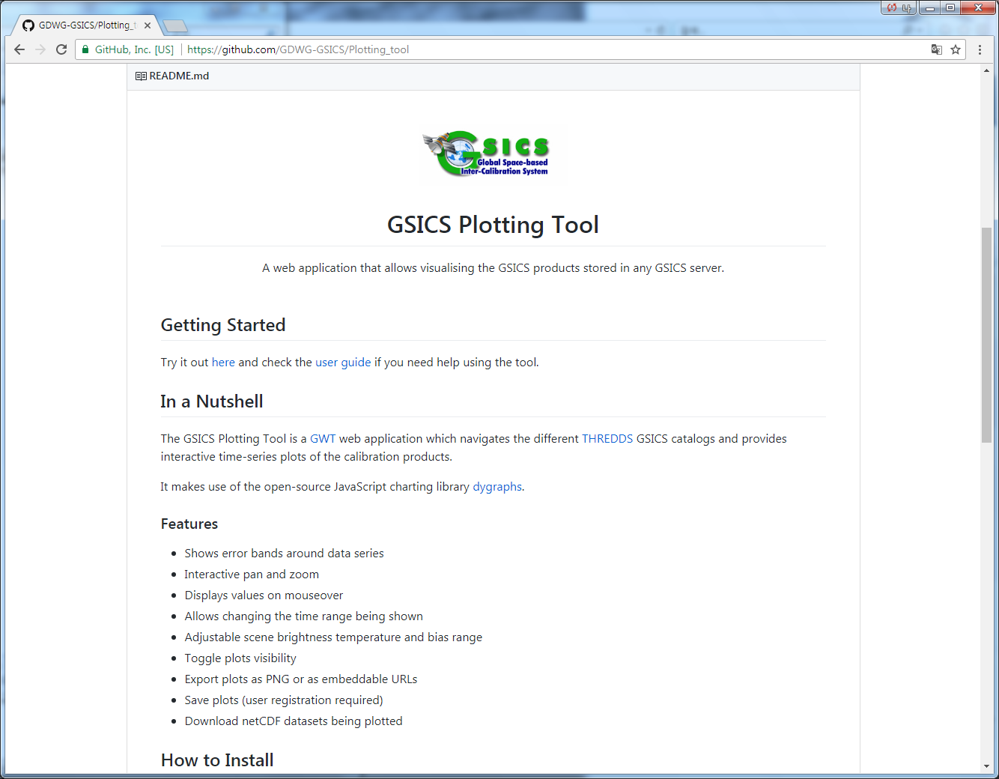 GDWG-GSICS/Plotting_t
GitHub, Inc. [US] https://github.com/GDWG-GSICS/Plotting_tool
README.md
GSICS
Global Space-based
Inter-Calibration System
GSICS Plotting Tool
A web application that allows visualising the GSICS products stored in any GSICS server.
Getting Started
Try it out here and check the user guide if you need help using the tool.
In a Nutshell
The GSICS Plotting Tool is a GWT web application which navigates the different THREDDS GSICS catalogs and provides
interactive time-series plots of the calibration products.
It makes use of the open-source JavaScript charting library dygraphs.
Features
• Shows error bands around data series
• Interactive pan and zoom
• Displays values on mouseover
• Allows changing the time range being shown
• Adjustable scene brightness temperature and bias range
• Toggle plots visibility
• Export plots as PNG or as embeddable URLs
• Save plots (user registration required)
• Download netCDF datasets being plotted
How to Install